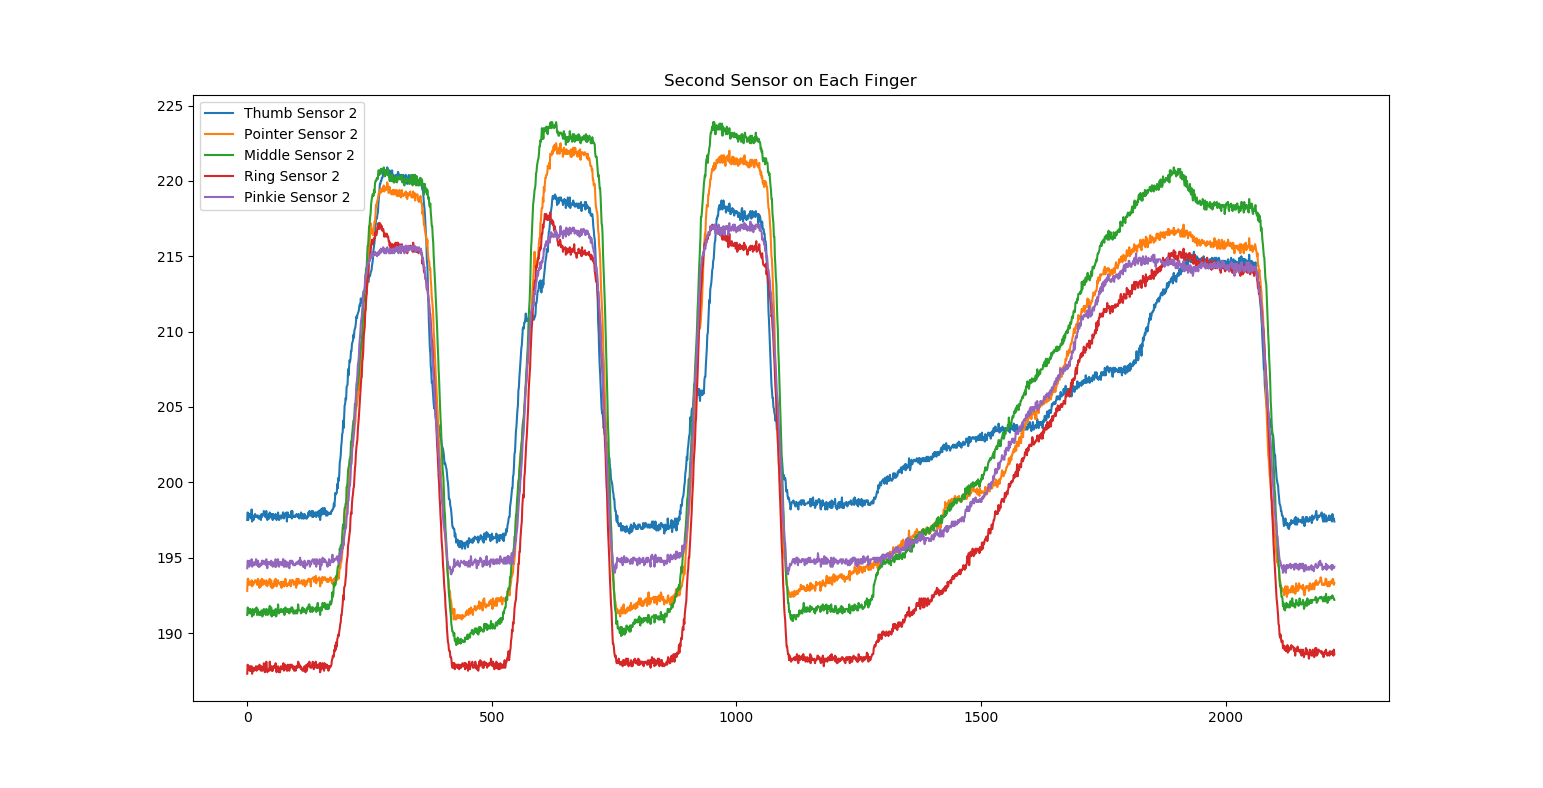 Second Sensor on Each Finger
225
220
215
210
205
200
195
190
Thumb Sensor 2
Pointer Sensor 2
Middle Sensor 2
Ring Sensor 2
Pinkie Sensor 2
0 500 1000 1500 2000